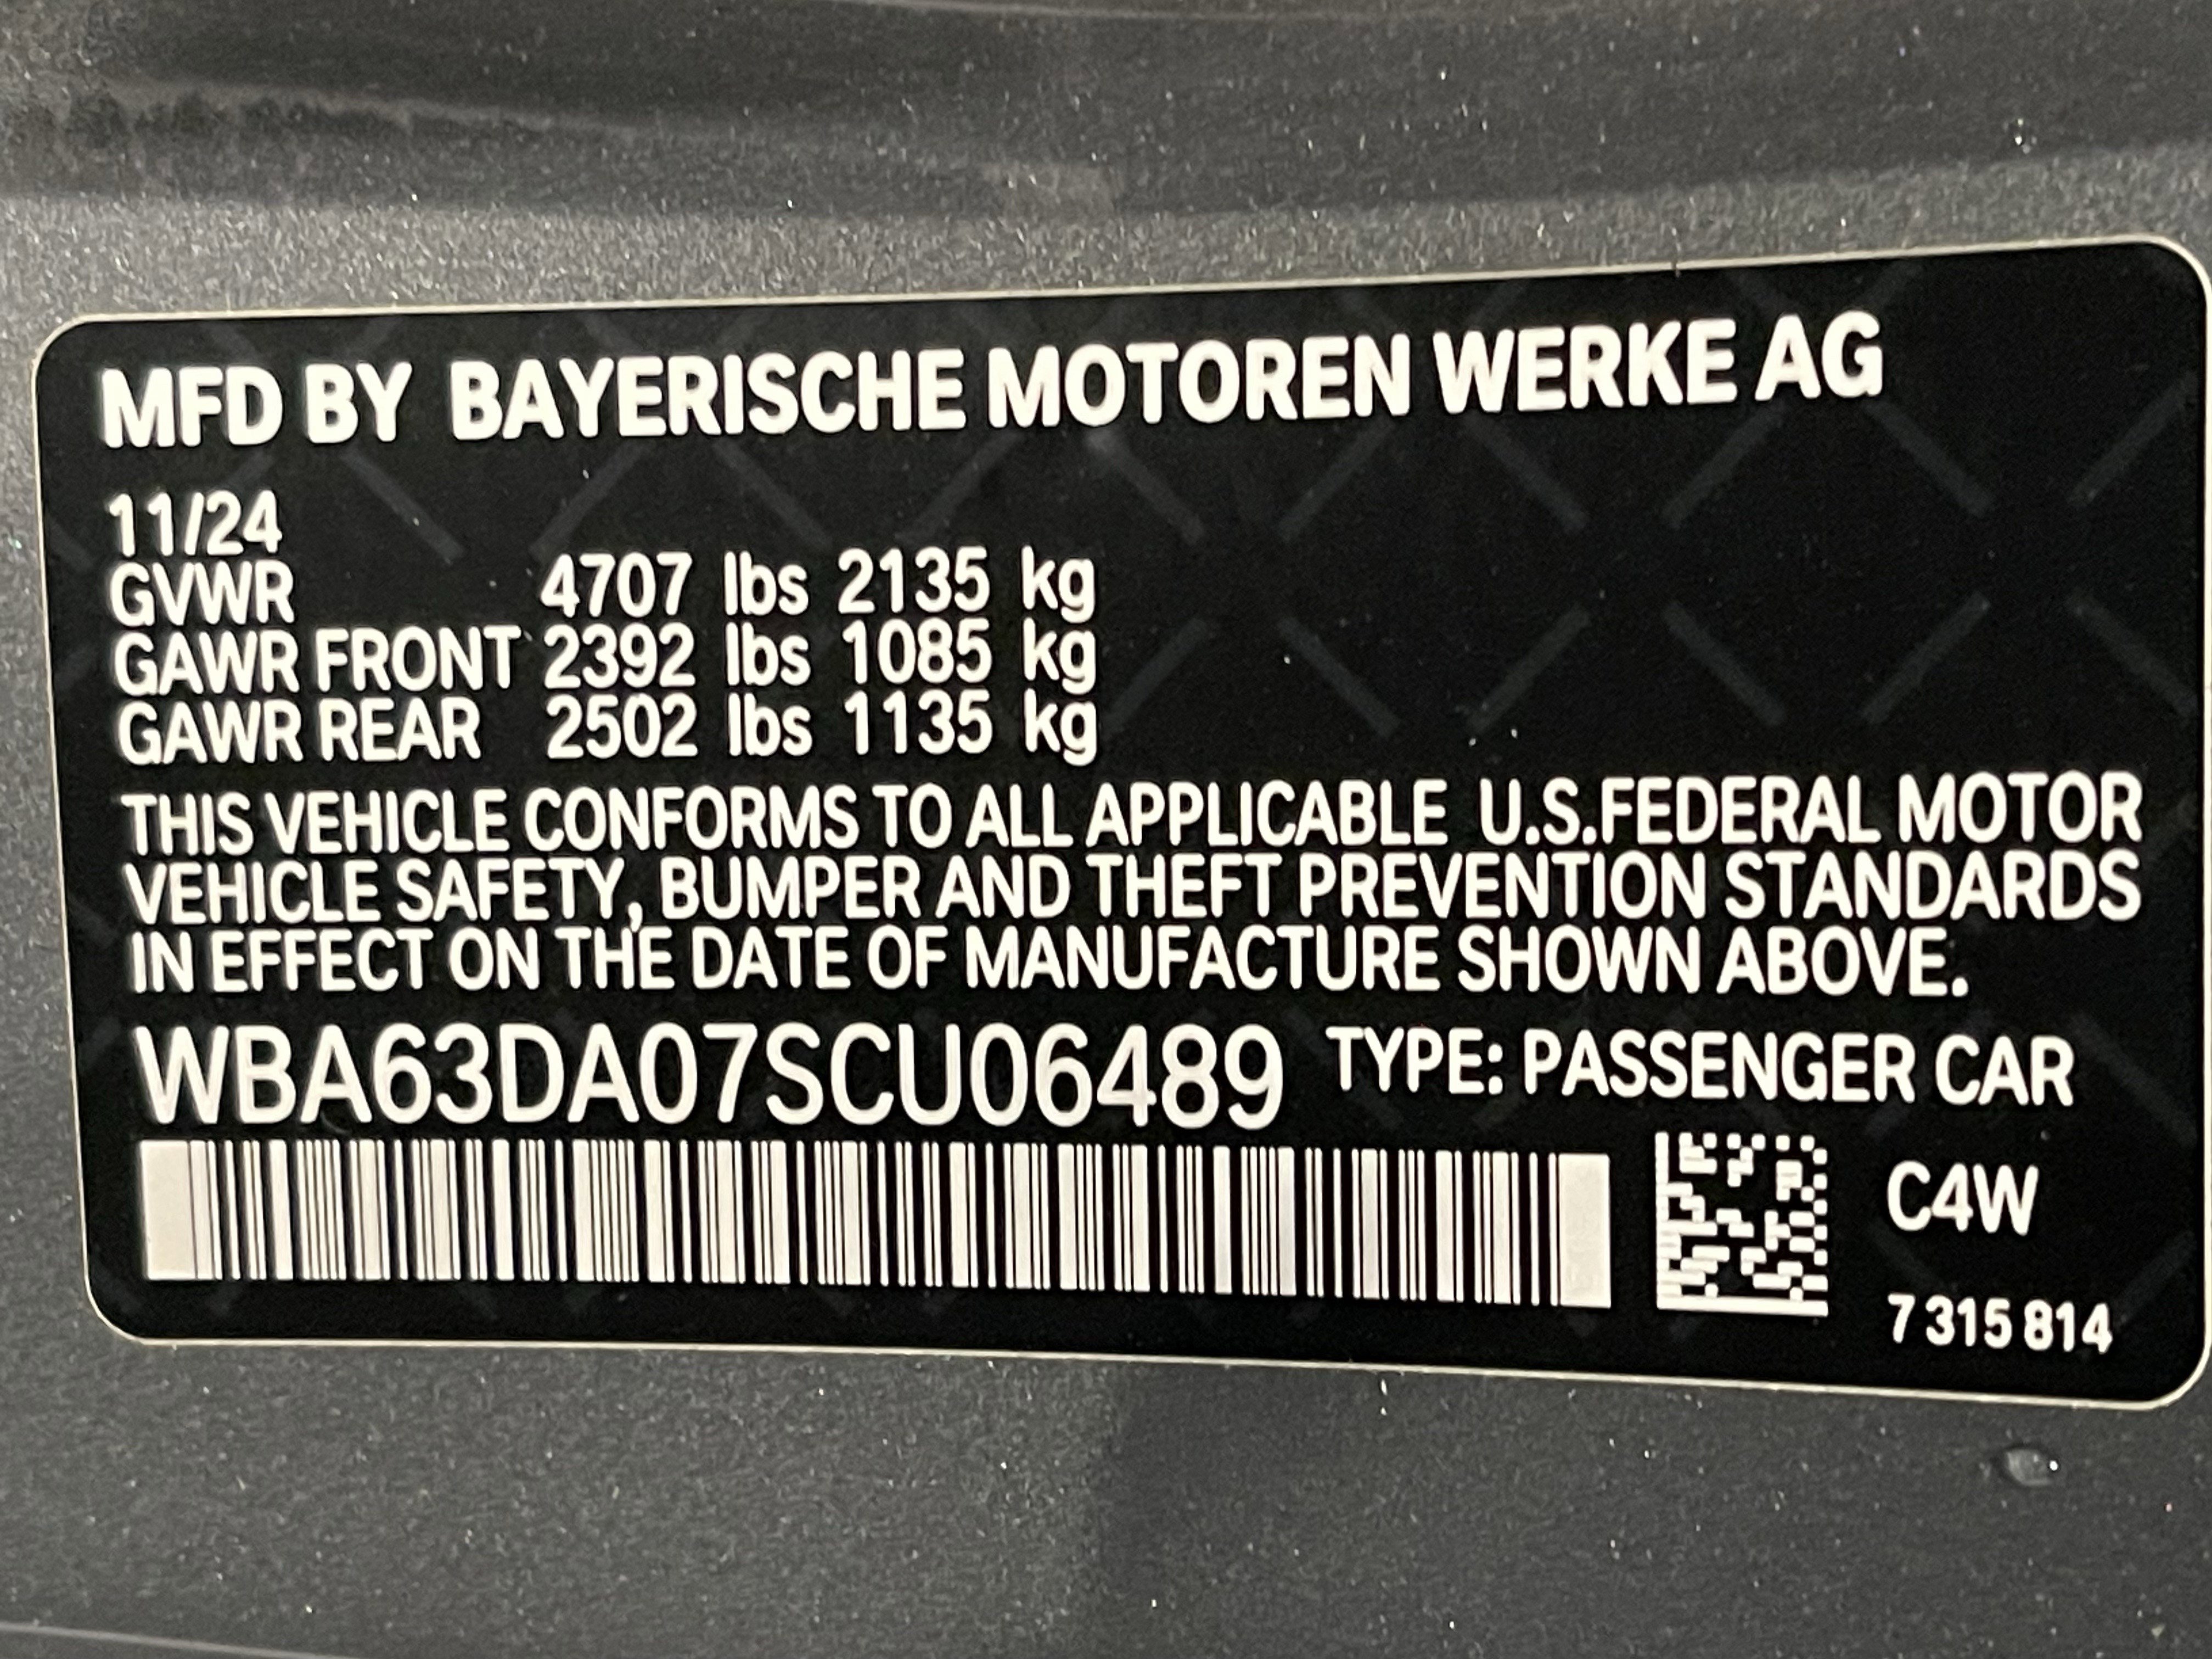 MFD BY BAYERISCHE MOTOREN WERKE AG
11/24
GVWR 4707 lbs 2135 kg
GAWR FRONT 2392 lbs 1085 kg
GAWR REAR 2502 lbs 1135 kg
THIS VEHICLE CONFORMS TO ALL APPLICABLE U.S.FEDERAL MOTOR
VEHICLE SAFETY, BUMPER AND THEFT PREVENTION STANDARDS
IN EFFECT ON THE DATE OF MANUFACTURE SHOWN ABOVE.
WBA63DA07SCU06489 TYPE: PASSENGER CAR
C4W
7 315 814